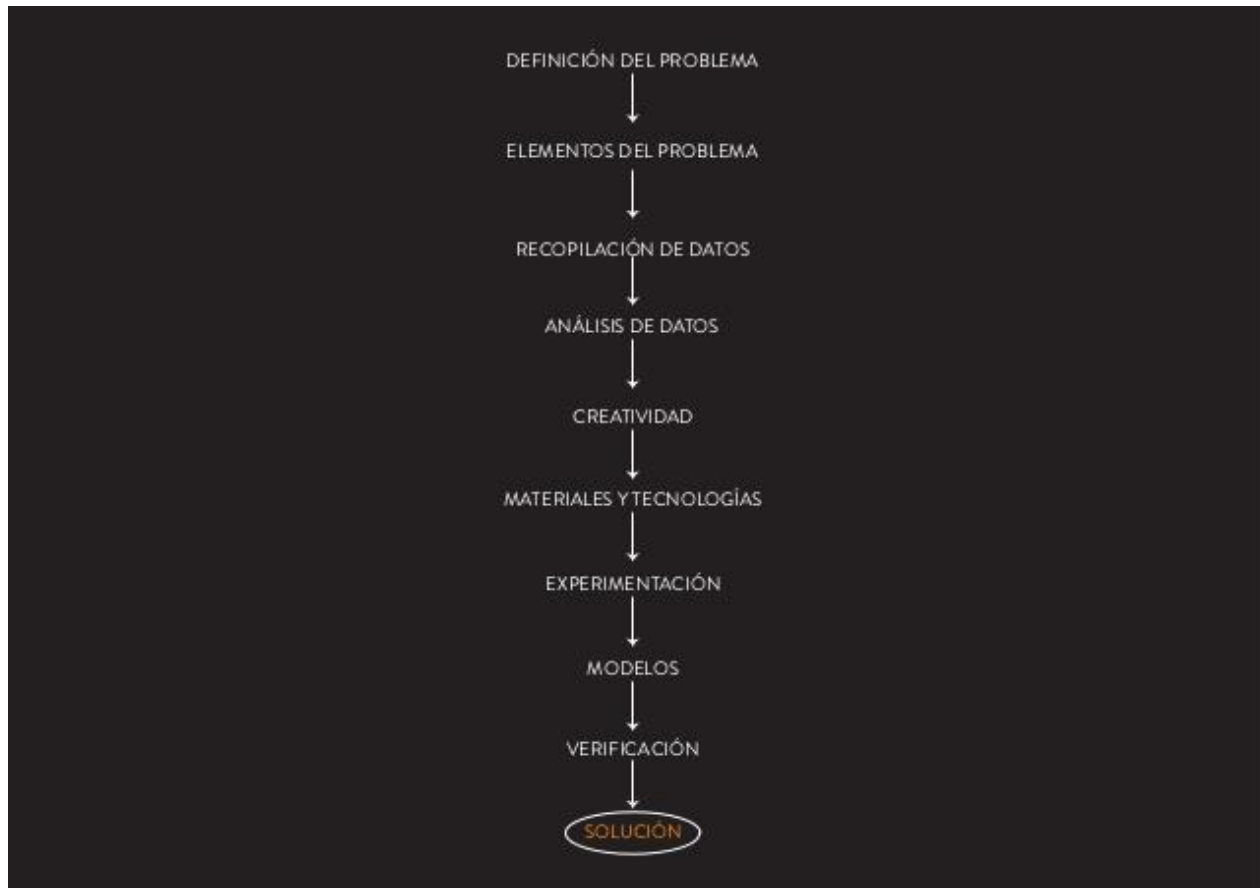 DEFINICIÓN DEL PROBLEMA
ELEMENTOS DEL PROBLEMA
RECOPILACIÓN DE DATOS
ANÁLISIS DE DATOS
CREATIVIDAD
MATERIALES Y TECNOLOGÍAS
EXPERIMENTACIÓN
MODELOS
VERIFICACIÓN
SOLUCIÓN